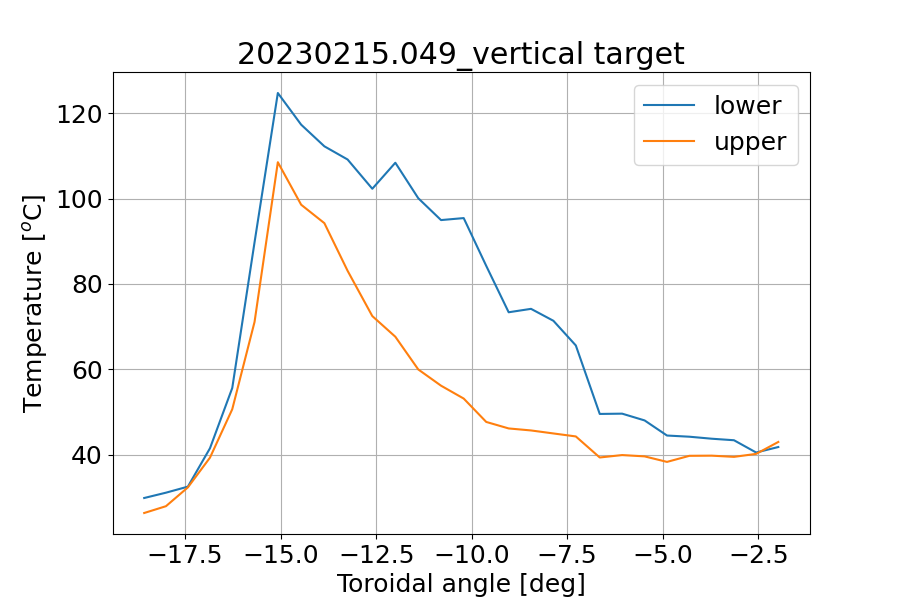 20230215.049_vertical target
lower
upper
Temperature [°C]
120
100
80
60
40
−17.5 −15.0 −12.5 −10.0 −7.5 −5.0 −2.5
Toroidal angle [deg]